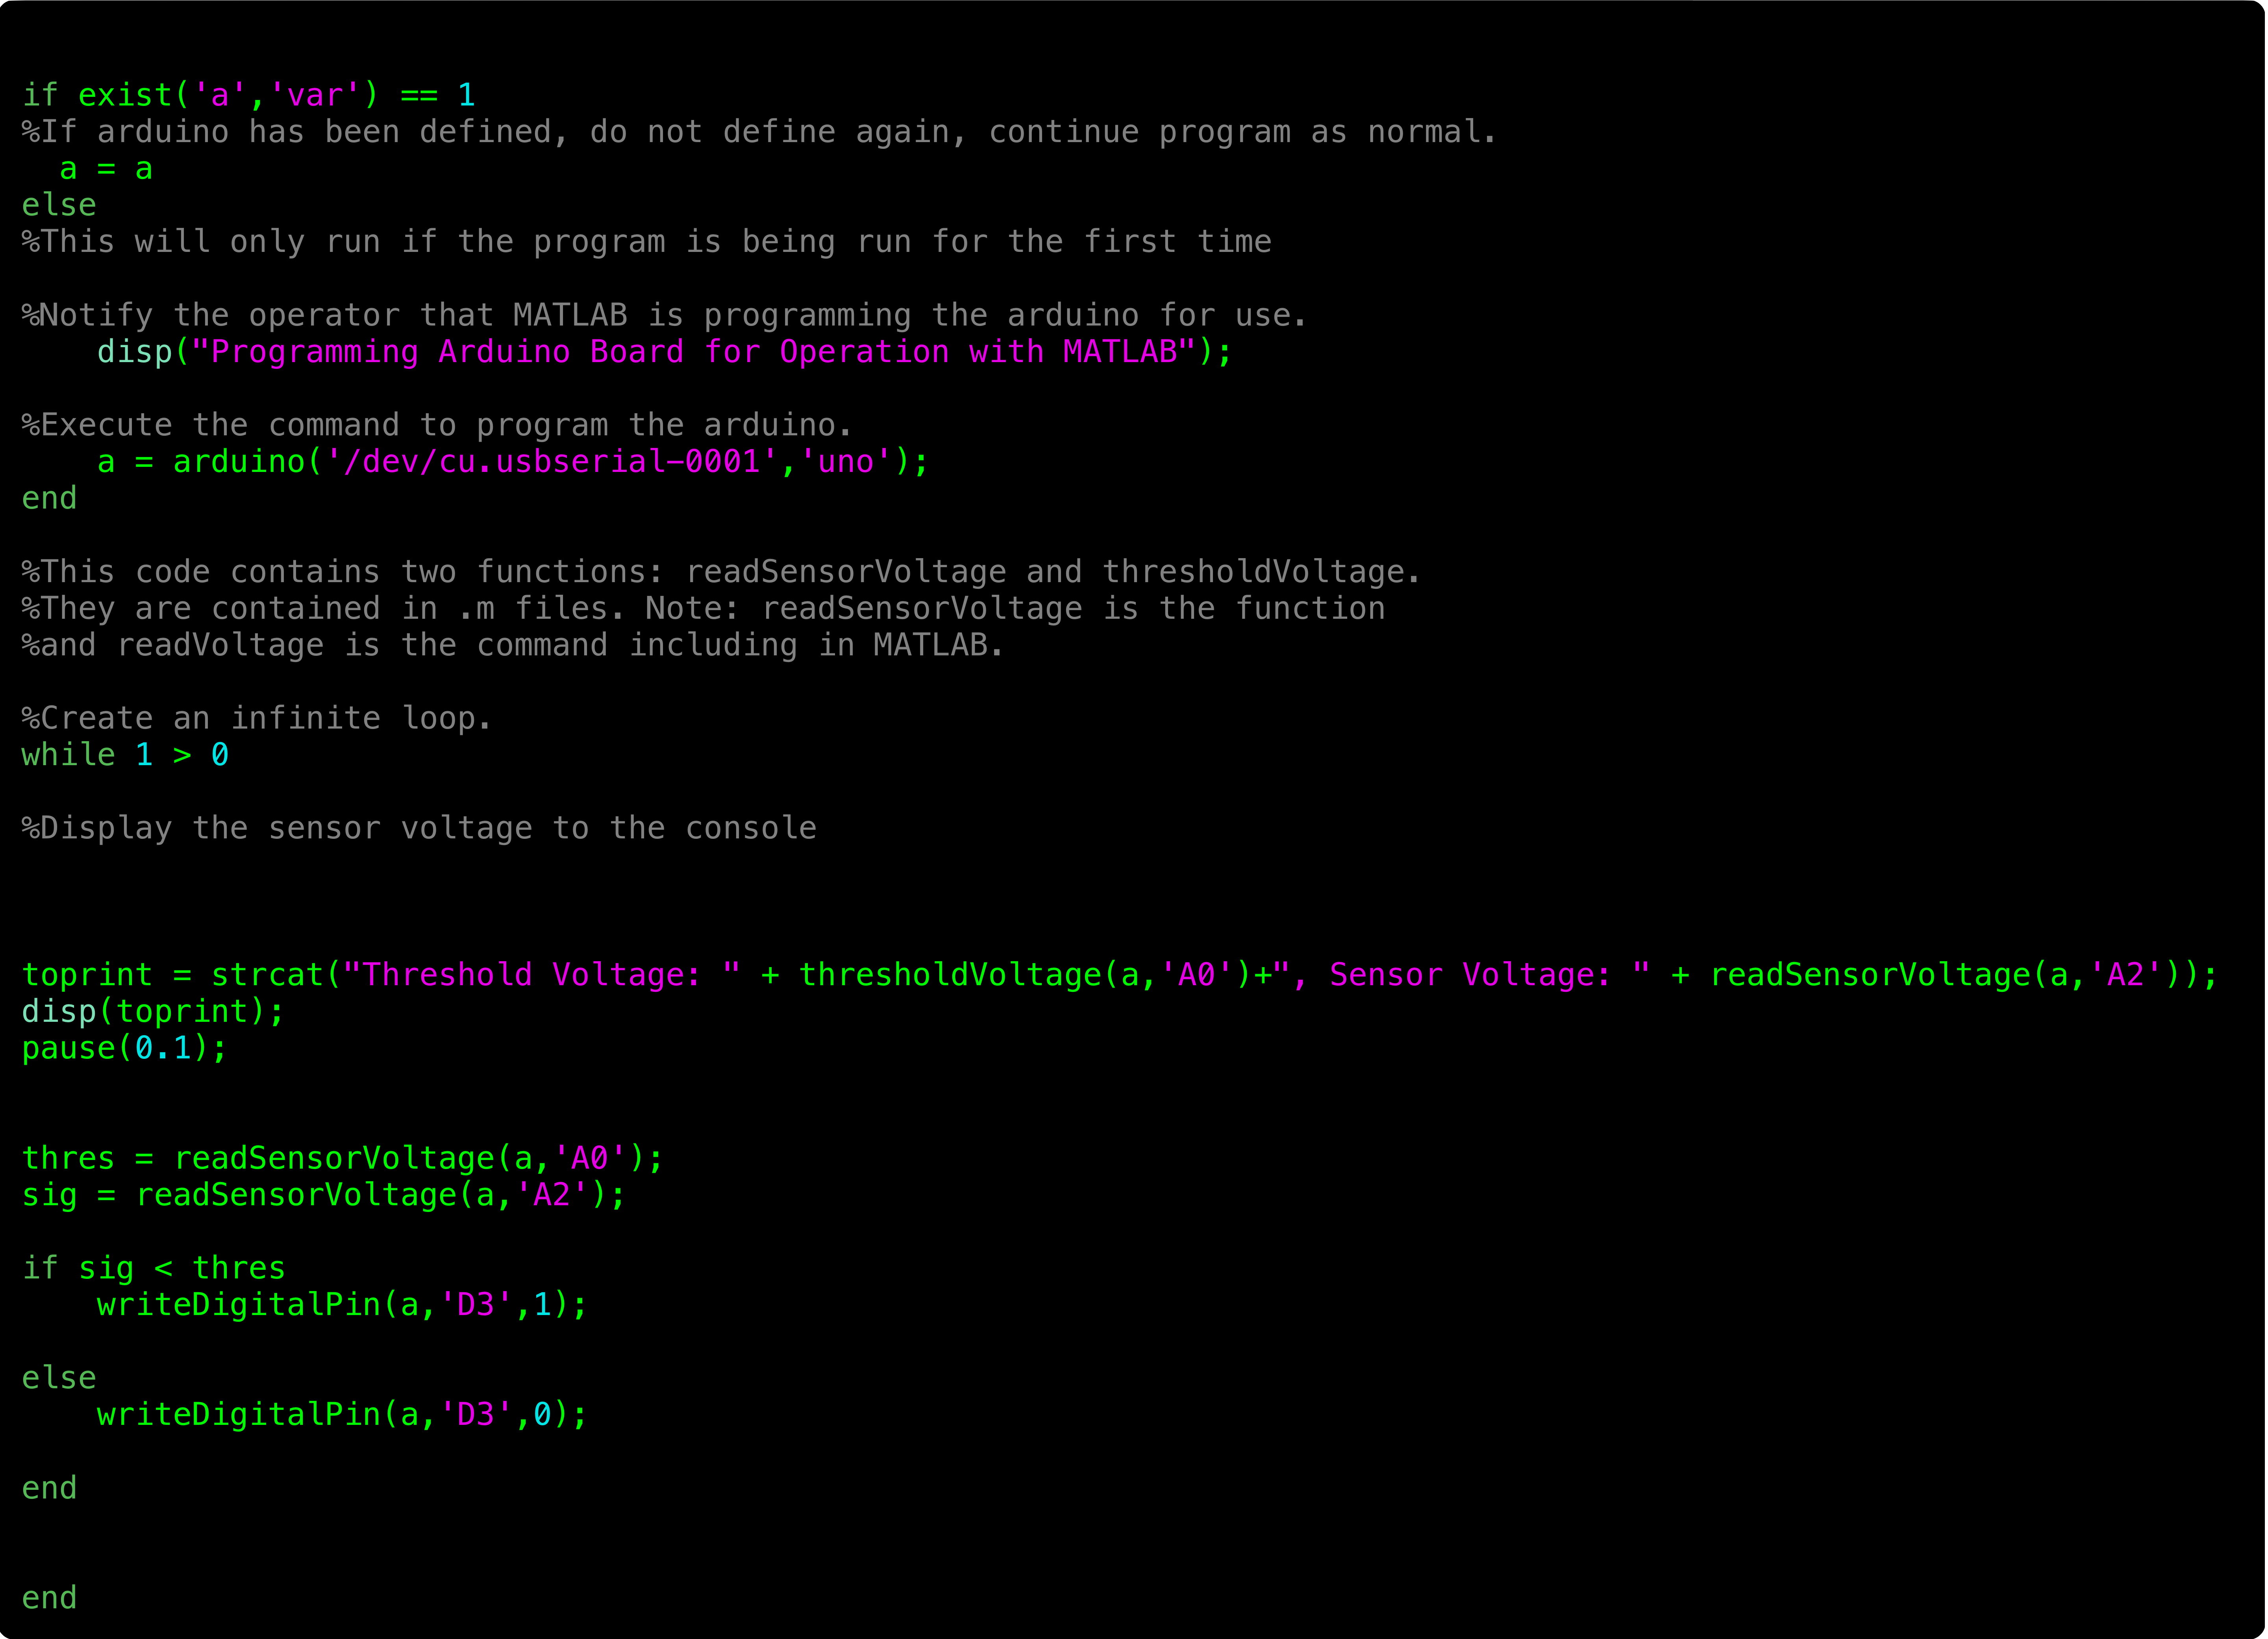 if exist('a','var') == 1
%If arduino has been defined, do not define again, continue program as normal.
  a = a
else
%This will only run if the program is being run for the first time
%Notify the operator that MATLAB is programming the arduino for use.
    disp("Programming Arduino Board for Operation with MATLAB");
%Execute the command to program the arduino.
    a = arduino('/dev/cu.usbserial-0001','uno');
end
%This code contains two functions: readSensorVoltage and thresholdVoltage.
%They are contained in .m files. Note: readSensorVoltage is the function
%and readVoltage is the command including in MATLAB.
%Create an infinite loop.
while 1 > 0
%Display the sensor voltage to the console
toprint = strcat("Threshold Voltage: " + thresholdVoltage(a,'A0')+", Sensor Voltage: " + readSensorVoltage(a,'A2'));
disp(toprint);
pause(0.1);
thres = readSensorVoltage(a,'A0');
sig = readSensorVoltage(a,'A2');
if sig < thres
    writeDigitalPin(a,'D3',1);
else
    writeDigitalPin(a,'D3',0);
end
end